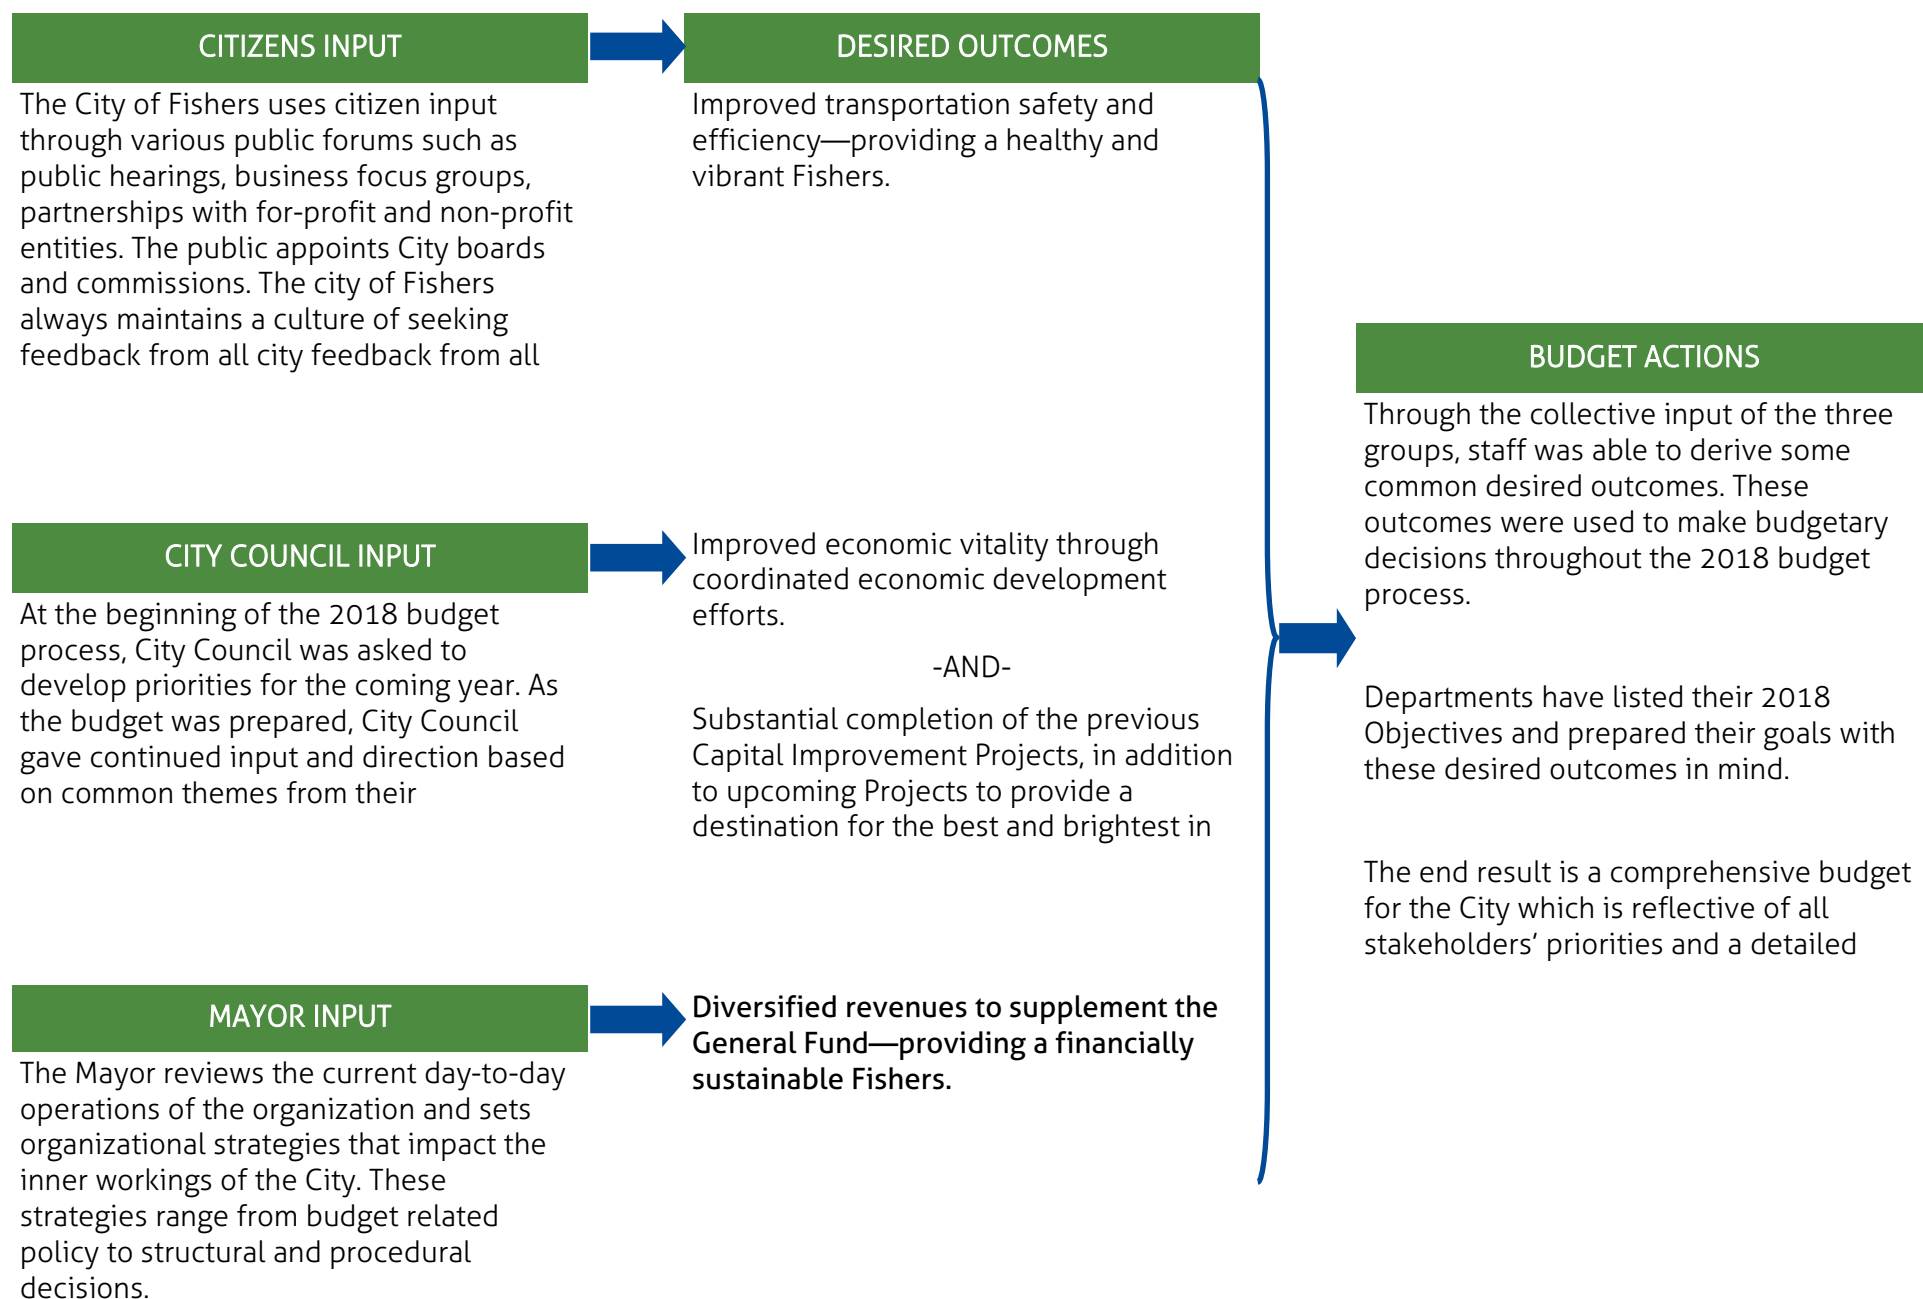 CITIZENS INPUT
The City of Fishers uses citizen input
through various public forums such as
public hearings, business focus groups,
partnerships with for-profit and non-profit
entities. The public appoints City boards
and commissions. The city of Fishers
always maintains a culture of seeking
feedback from all city feedback from all
DESIRED OUTCOMES
Improved transportation safety and
efficiency—providing a healthy and
vibrant Fishers.
CITY COUNCIL INPUT
At the beginning of the 2018 budget
process, City Council was asked to
develop priorities for the coming year. As
the budget was prepared, City Council
gave continued input and direction based
on common themes from their
Improved economic vitality through
coordinated economic development
efforts.
-AND-
Substantial completion of the previous
Capital Improvement Projects, in addition
to upcoming Projects to provide a
destination for the best and brightest in
MAYOR INPUT
The Mayor reviews the current day-to-day
operations of the organization and sets
organizational strategies that impact the
inner workings of the City. These
strategies range from budget related
policy to structural and procedural
decisions.
Diversified revenues to supplement the
General Fund—providing a financially
sustainable Fishers.
BUDGET ACTIONS
Through the collective input of the three
groups, staff was able to derive some
common desired outcomes. These
outcomes were used to make budgetary
decisions throughout the 2018 budget
process.
Departments have listed their 2018
Objectives and prepared their goals with
these desired outcomes in mind.
The end result is a comprehensive budget
for the City which is reflective of all
stakeholders’ priorities and a detailed